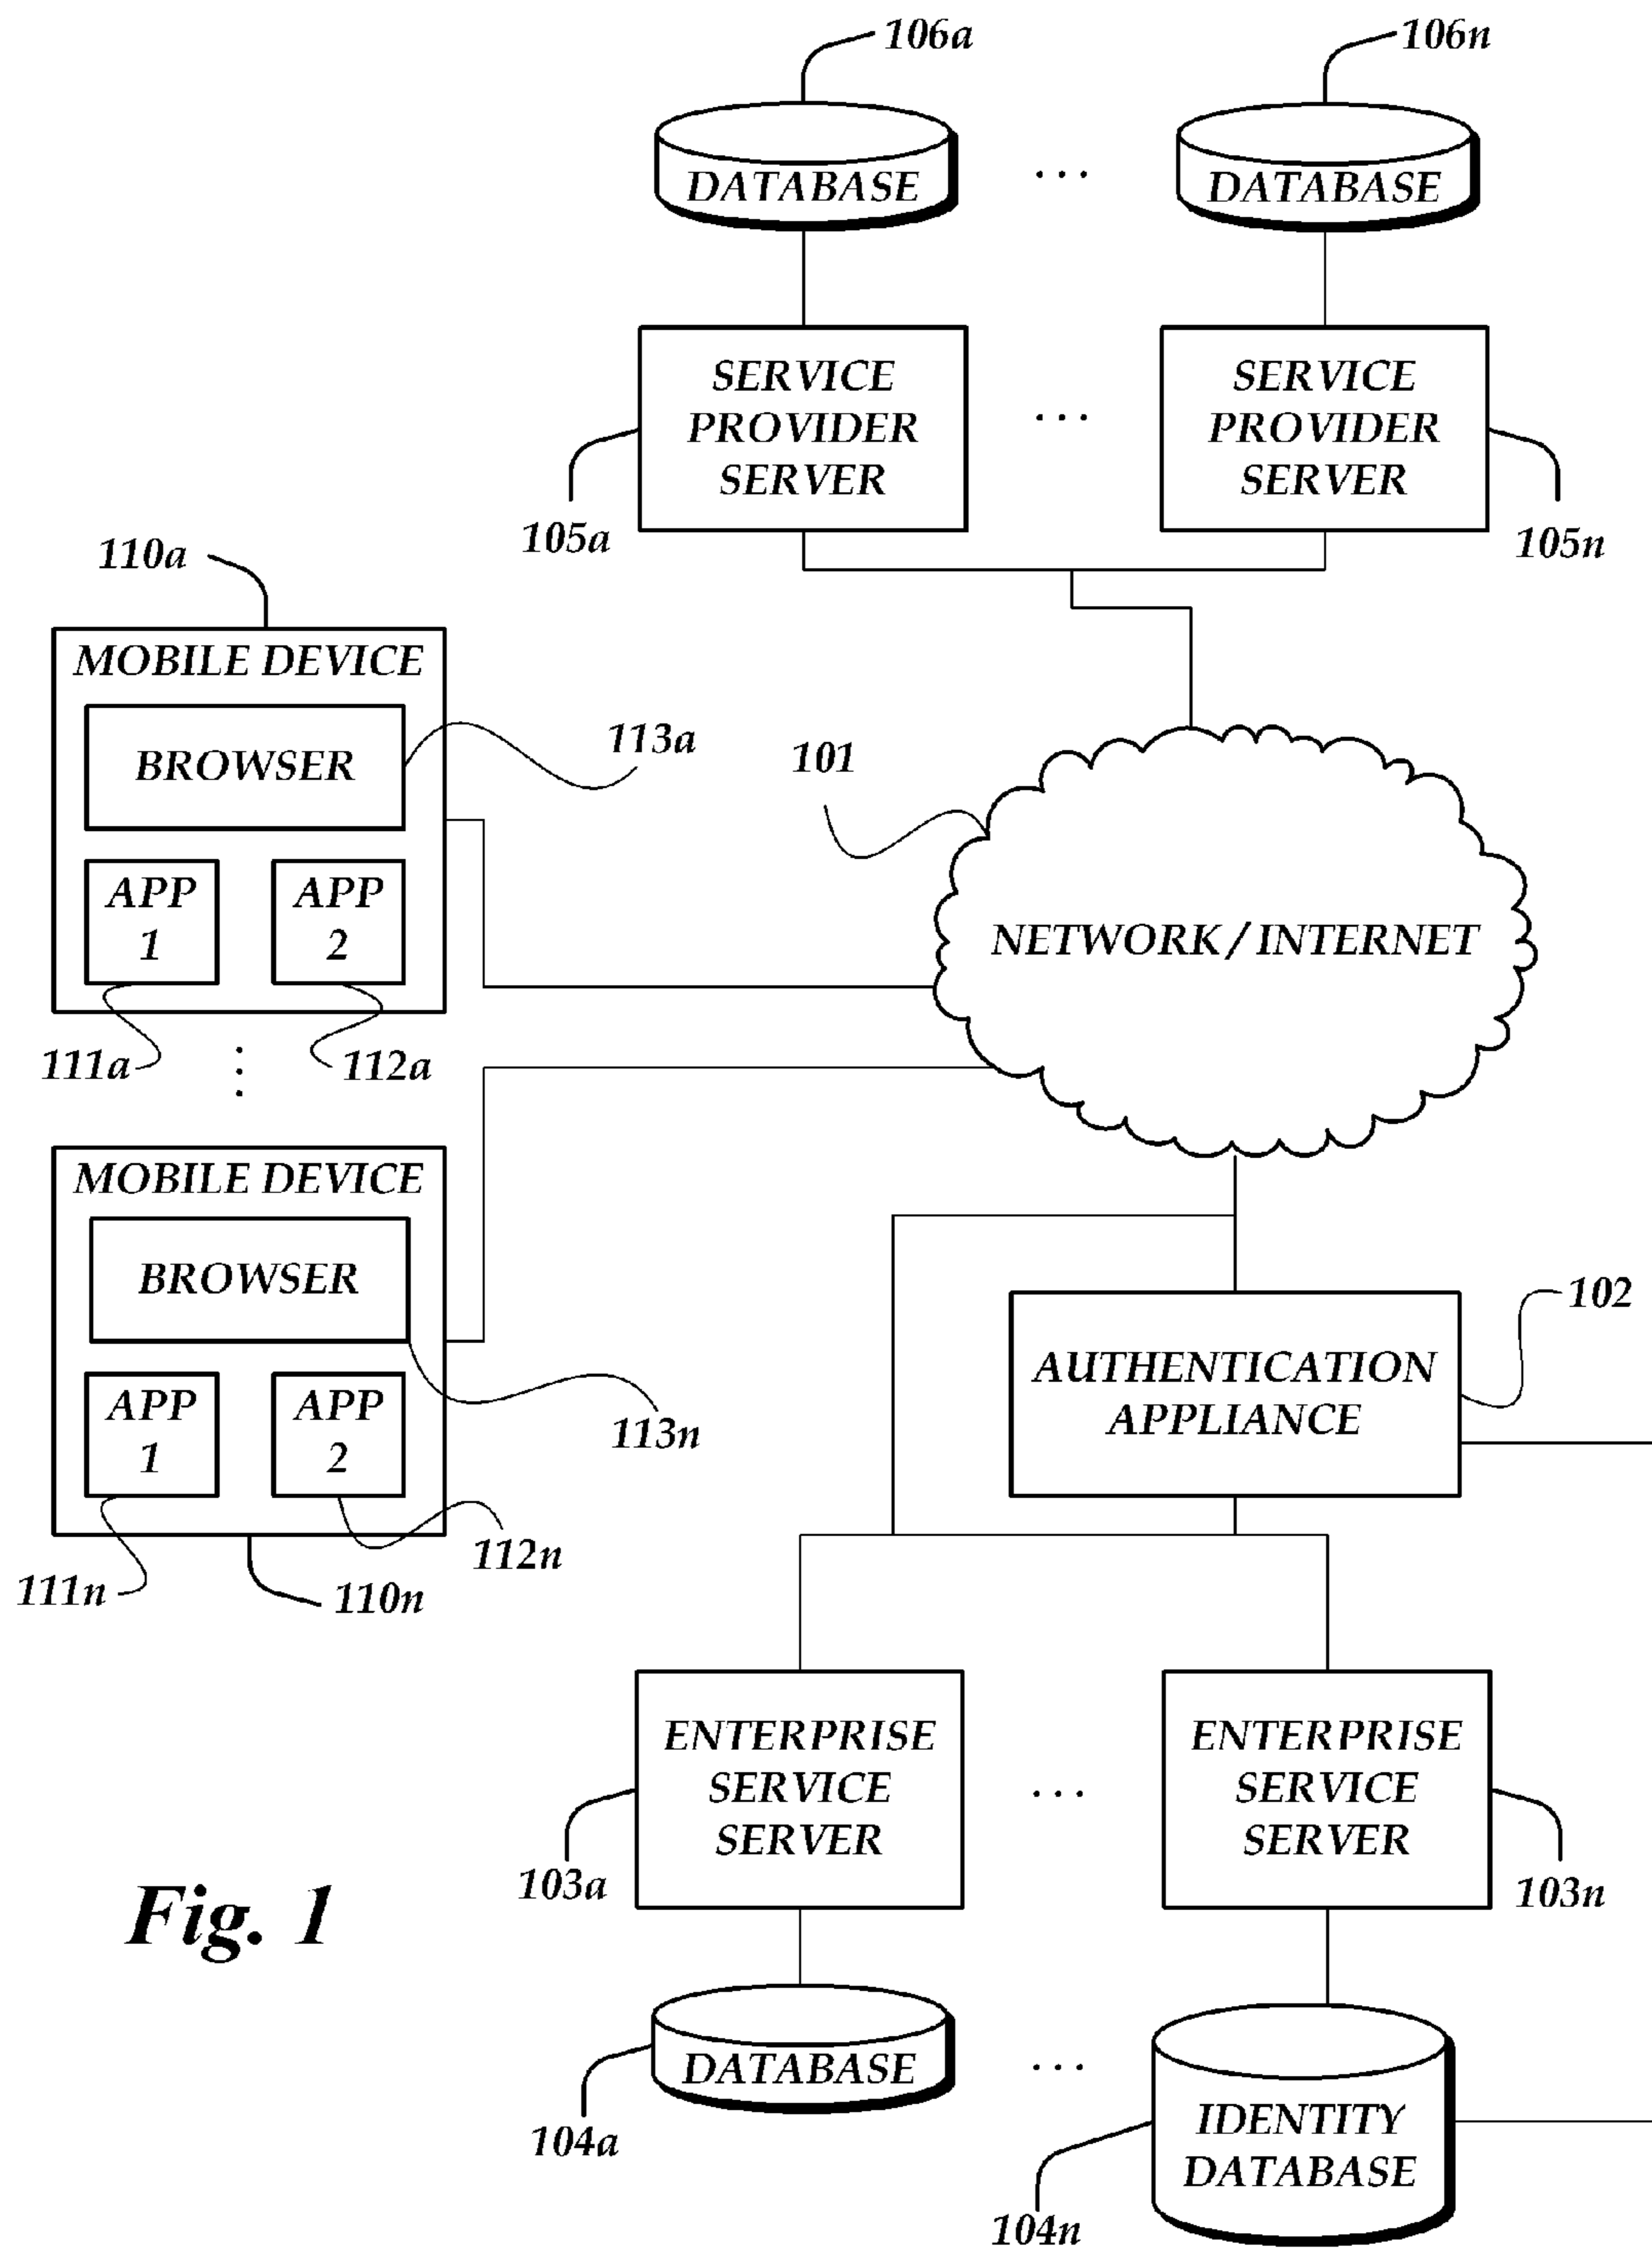 106a
106n
DATABASE
...
DATABASE
SERVICE
PROVIDER
SERVER
...
SERVICE
PROVIDER
SERVER
105a
105n
110a
MOBILE DEVICE
BROWSER
113a
APP
1
APP
2
111a
112a
101
NETWORK / INTERNET
MOBILE DEVICE
BROWSER
113n
APP
1
APP
2
111n
112n
110n
102
AUTHENTICATION
APPLIANCE
ENTERPRISE
SERVICE
SERVER
...
ENTERPRISE
SERVICE
SERVER
103a
103n
Fig. 1
DATABASE
...
IDENTITY
DATABASE
104a
104n